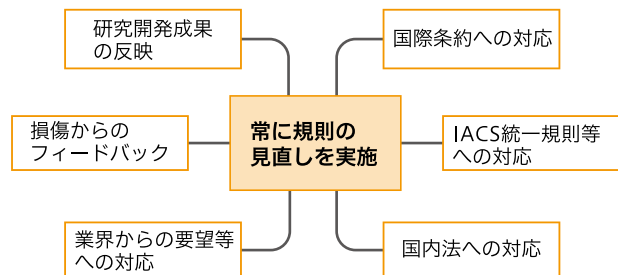 研究開発成果
の反映
国際条約への対応
損傷からの
フィードバック
常に規則の
見直しを実施
IACS統一規則等
への対応
業界からの要望等
への対応
国内法への対応